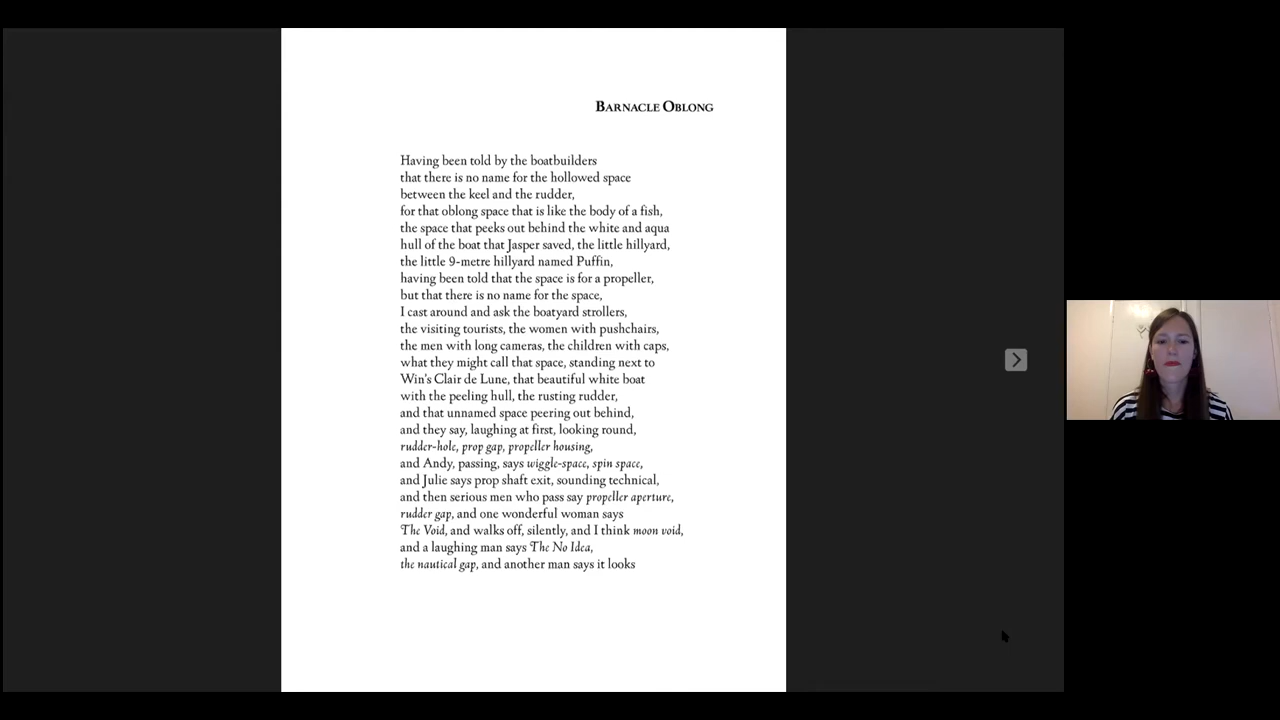 BARNACLE OBLONG
Having been told by the boatbuilders
that there is no name for the hollowed space
between the keel and the rudder,
for that oblong space that is like the body of a fish,
the space that peeks out behind the white and aqua
hull of the boat that Jasper saved, the little hillyard,
the little 9-metre hillyard named Puffin,
having been told that the space is for a propeller,
but that there is no name for the space,
I cast around and ask the boatyard strollers,
the visiting tourists, the women with pushchairs,
the men with long cameras, the children with caps,
what they might call that space, standing next to
Win's Clair de Lune, that beautiful white boat
with the peeling hull, the rusting rudder,
and that unnamed space peering out behind,
and they say, laughing at first, looking round,
rudder-hole, prop gap, propeller housing,
and Andy, passing, says wiggle-space, spin space,
and Julie says prop shaft exit, sounding technical,
and then serious men who pass say propeller aperture,
rudder gap, and one wonderful woman says
The Void, and walks off, silently, and I think moon void,
and a laughing man says The No Idea,
the nautical gap, and another man says it looks